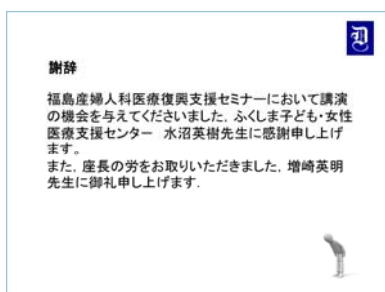 謝辞
福島産婦人科医療復興支援セミナーにおいて講演
の機会を与えてくださいました，ふくしま子ども・女性
医療支援センター　水沼英樹先生に感謝申し上げ
ます。
また，座長の労をお取りいただきました，増崎英明
先生に御礼申し上げます．